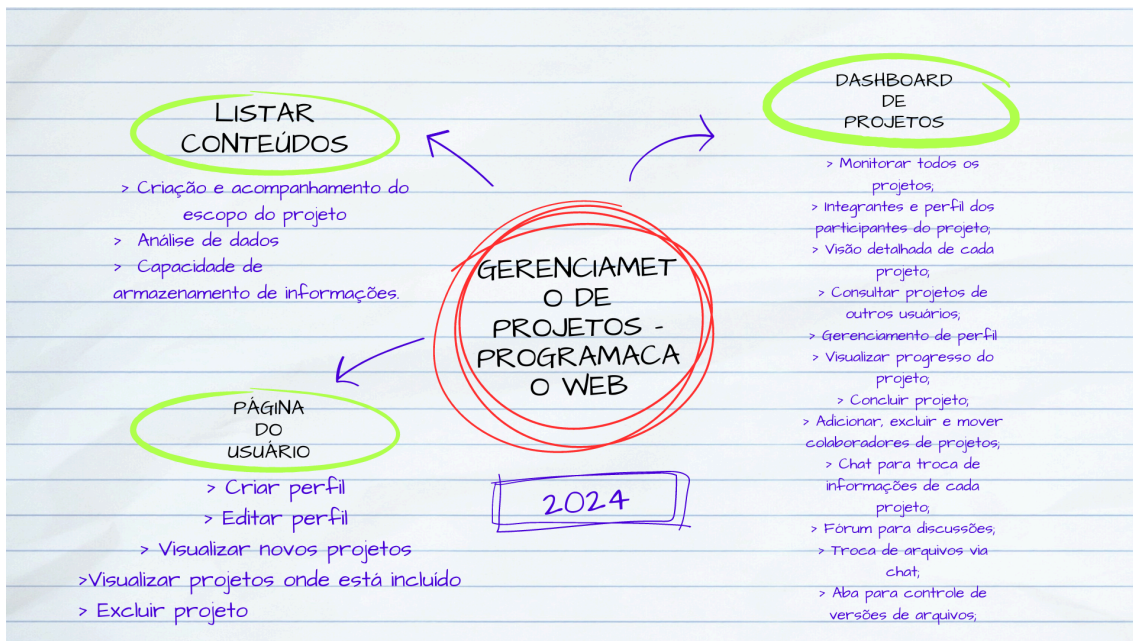 LISTAR
CONTEÚDOS
> Criação e acompanhamento do
escopo do projeto
> Análise de dados
> Capacidade de
armazenamento de informações.
GERENCIAMET
O DE
PROJETOS -
PROGRAMACA
O WEB
2024
PÁGINA
DO
USUÁRIO
> Criar perfil
> Editar perfil
> Visualizar novos projetos
>Visualizar projetos onde está incluído
> Excluir projeto
DASHBOARD
DE
PROJETOS
> Monitorar todos os
projetos;
> Integrantes e perfil dos
participantes do projeto;
> Visão detalhada de cada
projeto;
> Consultar projetos de
outros usuários;
> Gerenciamento de perfil
> Visualizar progresso do
projeto;
> Concluir projeto;
> Adicionar, excluir e mover
colaboradores de projetos;
> Chat para troca de
informações de cada
projeto;
> Fórum para discussões;
> Troca de arquivos via
chat;
> Aba para controle de
versões de arquivos;